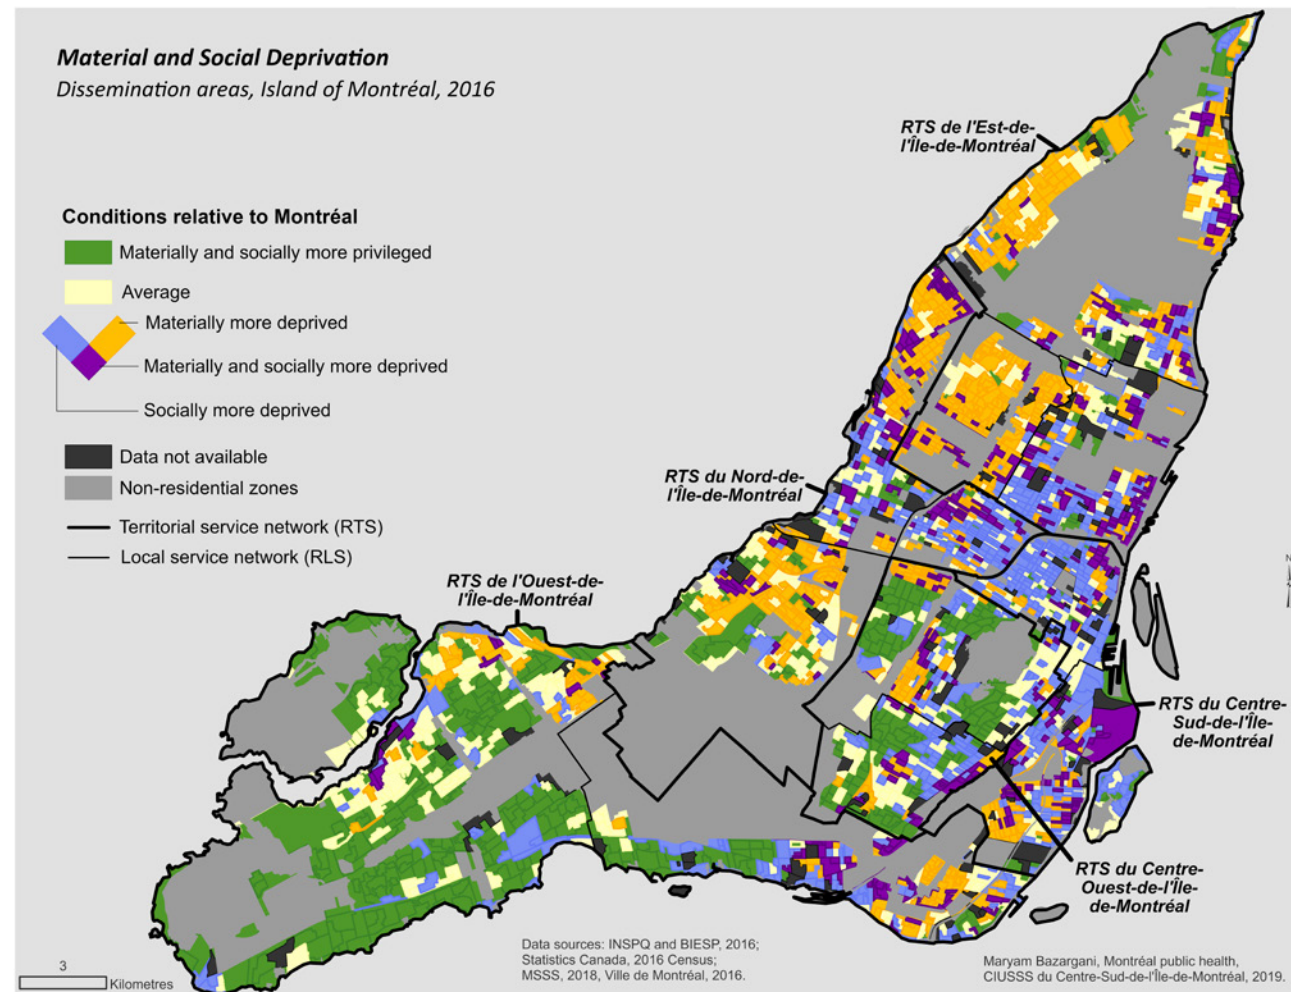 Material and Social Deprivation
Dissemination areas, Island of Montréal, 2016
RTS de l'Est-de-
l'Île-de-Montréal
Conditions relative to Montréal
Materially and socially more privileged
Average
Materially more deprived
Materially and socially more deprived
Socially more deprived
Data not available
Non-residential zones
Territorial service network (RTS)
Local service network (RLS)
RTS du Nord-de-
l'Île-de-Montréal
RTS de l'Ouest-de-
l'Île-de-Montréal
N
RTS du Centre-
Sud-de-l'Île-
de-Montréal
RTS du Centre-
Ouest-de-l'Île-
de-Montréal
3
Kilometres
Data sources: INSPQ and BIESP, 2016;
Statistics Canada, 2016 Census;
MSSS, 2018, Ville de Montréal, 2016.
Maryam Bazargani, Montréal public health,
CIUSSS du Centre-Sud-de-l'Île-de-Montréal, 2019.